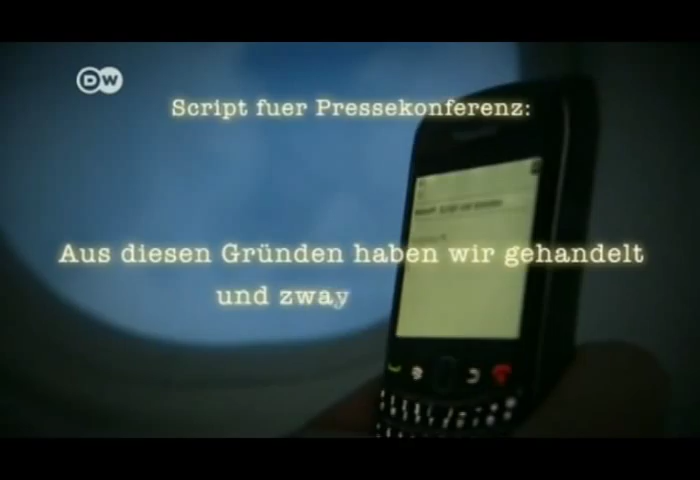 DW
Script fuer Pressekonferenz:
Aus diesen Gründen haben wir gehandelt
und zway